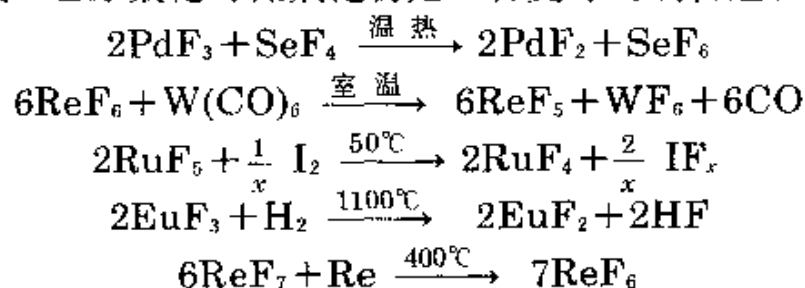 2PdF₃+SeF₄ 温热→ 2PdF₂+SeF₆
6ReF₆+W(CO)₆ 室温→ 6ReF₅+WF₆+6CO
2RuF₅+1/x I₂ 50℃→ 2RuF₄+2/x IFₓ
2EuF₃+H₂ 1100℃→ 2EuF₂+2HF
6ReF₇+Re 400℃→ 7ReF₆